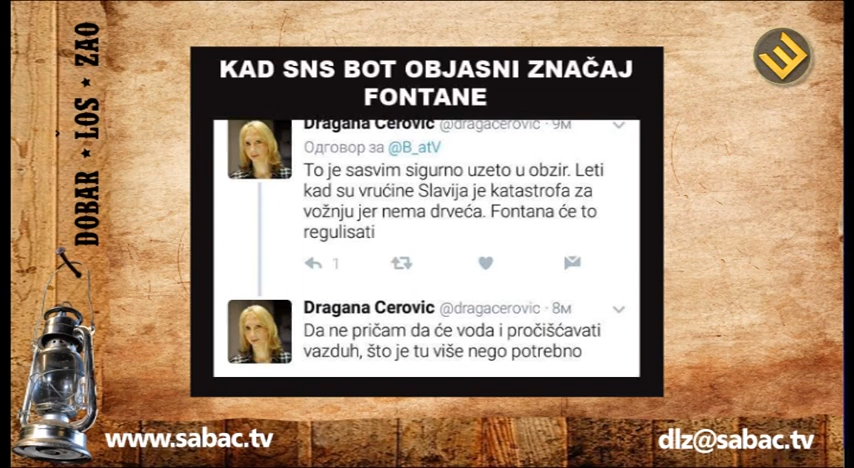 DOBAR ★ LOŠ ★ ZAO
KAD SNS BOT OBJASNI ZNAČAJ
FONTANE
Dragana Cerovic @dragacerovic · 9м
Одговор за @B_atV
To je sasvim sigurno uzeto u obzir. Leti
kad su vrućine Slavija je katastrofa za
vožnju jer nema drveća. Fontana će to
regulisati
1
Dragana Cerovic @dragacerovic · 8м
Da ne pričam da će voda i pročišćavati
vazduh, što je tu više nego potrebno
www.sabac.tv
dlz@sabac.tv